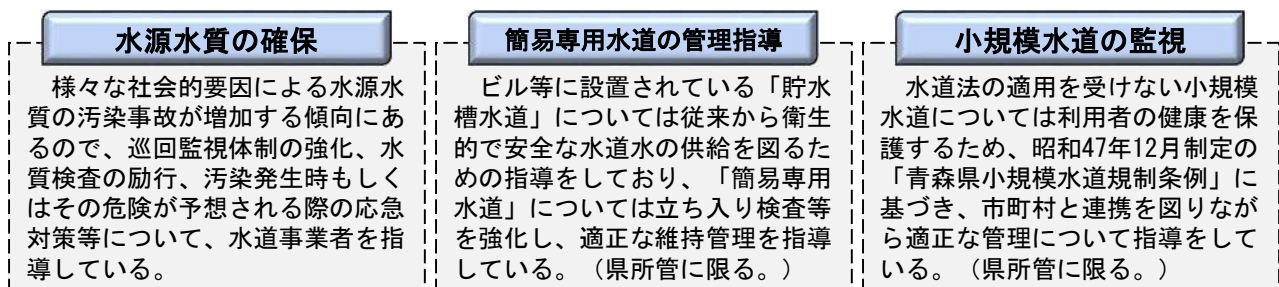 水源水質の確保
様々な社会的要因による水源水
質の汚染事故が増加する傾向にあ
るので、巡回監視体制の強化、水
質検査の励行、汚染発生時もしく
はその危険が予想される際の応急
対策等について、水道事業者を指
導している。
簡易専用水道の管理指導
ビル等に設置されている「貯水
槽水道」については従来から衛生
的で安全な水道水の供給を図るた
めの指導をしており、「簡易専用
水道」については立ち入り検査等
を強化し、適正な維持管理を指導
している。（県所管に限る。）
小規模水道の監視
水道法の適用を受けない小規模
水道については利用者の健康を保
護するため、昭和47年12月制定の
「青森県小規模水道規制条例」に
基づき、市町村と連携を図りなが
ら適正な管理について指導をして
いる。（県所管に限る。）